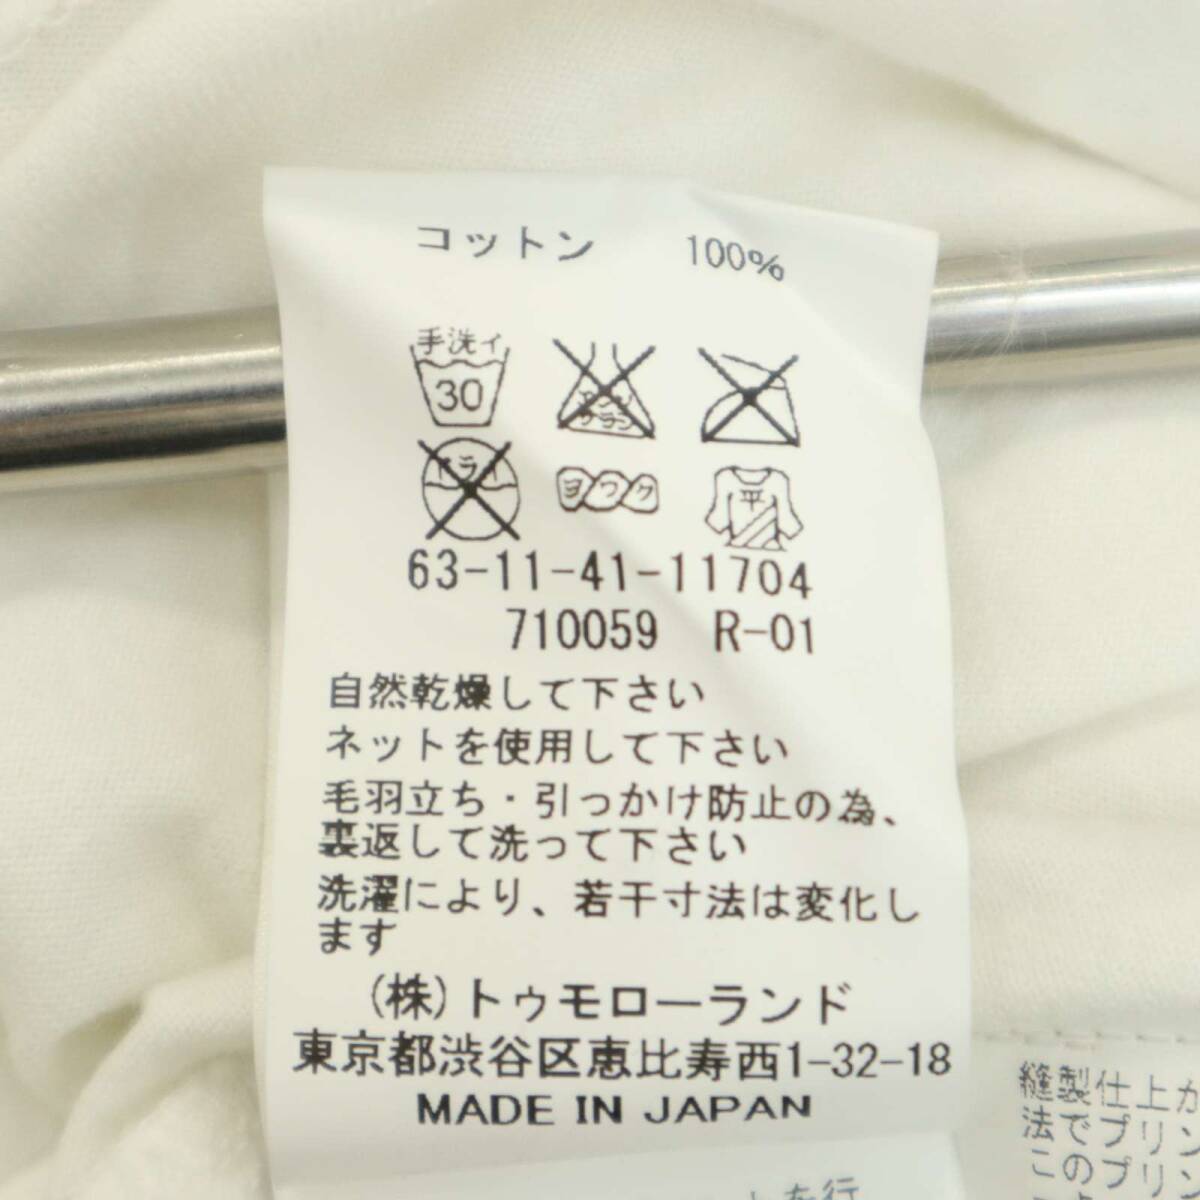 コットン 100%
手洗イ
30
エンソ
サラシ
ドライ
ヨワク
平
63-11-41-11704
710059 R-01
自然乾燥して下さい
ネットを使用して下さい
毛羽立ち・引っかけ防止の為、
裏返して洗って下さい
洗濯により、若干寸法は変化し
ます
(株)トゥモローランド
東京都渋谷区恵比寿西1-32-18
MADE IN JAPAN
縫製仕上が
法でプリン
このプリン